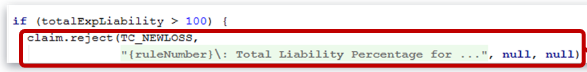 if (totalExpLiability > 100) {
claim.reject(TC_NEWLOSS,
"{ruleNumber}\: Total Liability Percentage for ...", null, null)